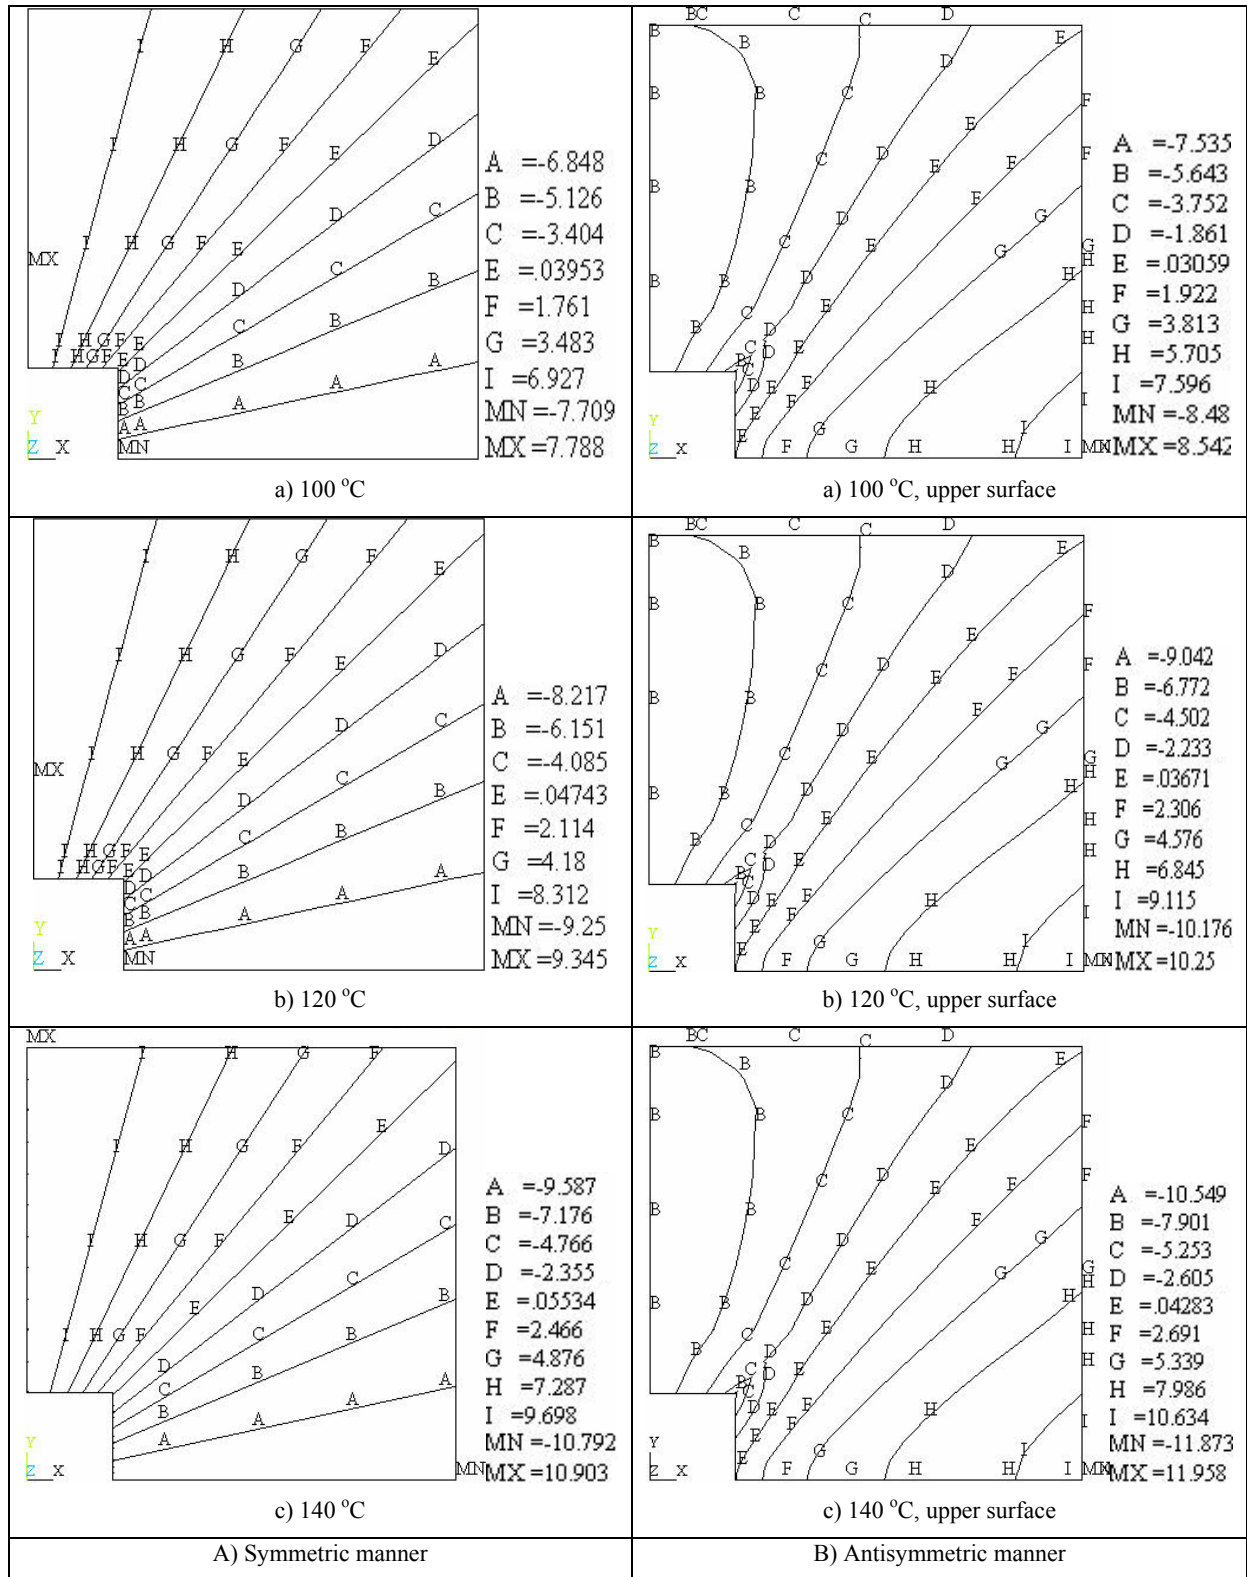 A =-6.848
B =-5.126
C =-3.404
E =.03953
F =1.761
G =3.483
I =6.927
MN =-7.709
MX =7.788
MX
MN
Y
Z X
a) 100 °C
A =-7.535
B =-5.643
C =-3.752
D =-1.861
E =.03059
F =1.922
G =3.813
H =5.705
I =7.596
MN =-8.48
MX =8.542
Y
Z X
a) 100 °C, upper surface
A =-8.217
B =-6.151
C =-4.085
E =.04743
F =2.114
G =4.18
I =8.312
MN =-9.25
MX =9.345
MX
MN
Y
Z X
b) 120 °C
A =-9.042
B =-6.772
C =-4.502
D =-2.233
E =.03671
F =2.306
G =4.576
H =6.845
I =9.115
MN =-10.176
MX =10.25
Y
Z X
b) 120 °C, upper surface
MX
A =-9.587
B =-7.176
C =-4.766
D =-2.355
E =.05534
F =2.466
G =4.876
H =7.287
I =9.698
MN =-10.792
MX =10.903
MN
Y
Z X
c) 140 °C
A =-10.549
B =-7.901
C =-5.253
D =-2.605
E =.04283
F =2.691
G =5.339
H =7.986
I =10.634
MN =-11.873
MX =11.958
Y
Z X
c) 140 °C, upper surface
A) Symmetric manner
B) Antisymmetric manner